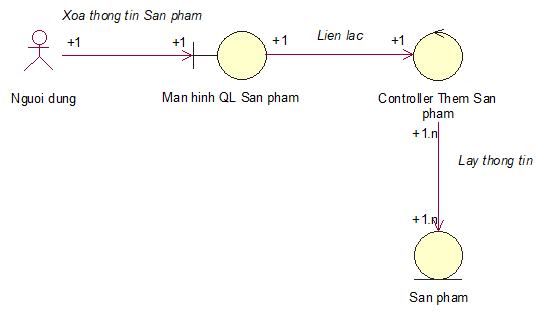 Xoa thong tin San pham
+1
+1
+1
Lien lac
+1
Nguoi dung
Man hinh QL San pham
Controller Them San
pham
+1.n
Lay thong tin
+1.n
San pham